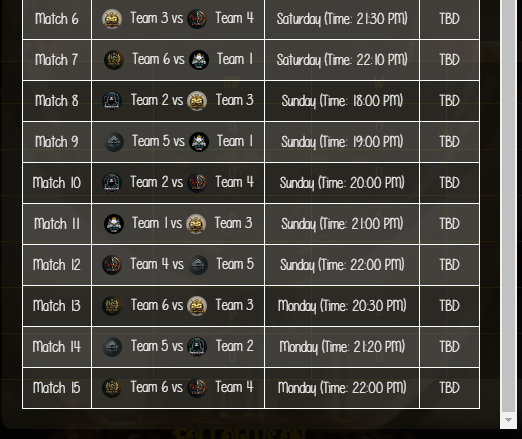 Match 6 Team 3 vs Team 4 Saturday (Time: 21:30 PM) TBD
Match 7 Team 6 vs Team 1 Saturday (Time: 22:10 PM) TBD
Match 8 Team 2 vs Team 3 Sunday (Time: 18:00 PM) TBD
Match 9 Team 5 vs Team 1 Sunday (Time: 19:00 PM) TBD
Match 10 Team 2 vs Team 4 Sunday (Time: 20:00 PM) TBD
Match 11 Team 1 vs Team 3 Sunday (Time: 21:00 PM) TBD
Match 12 Team 4 vs Team 5 Sunday (Time: 22:00 PM) TBD
Match 13 Team 6 vs Team 3 Monday (Time: 20:30 PM) TBD
Match 14 Team 5 vs Team 2 Monday (Time: 21:20 PM) TBD
Match 15 Team 6 vs Team 4 Monday (Time: 22:00 PM) TBD